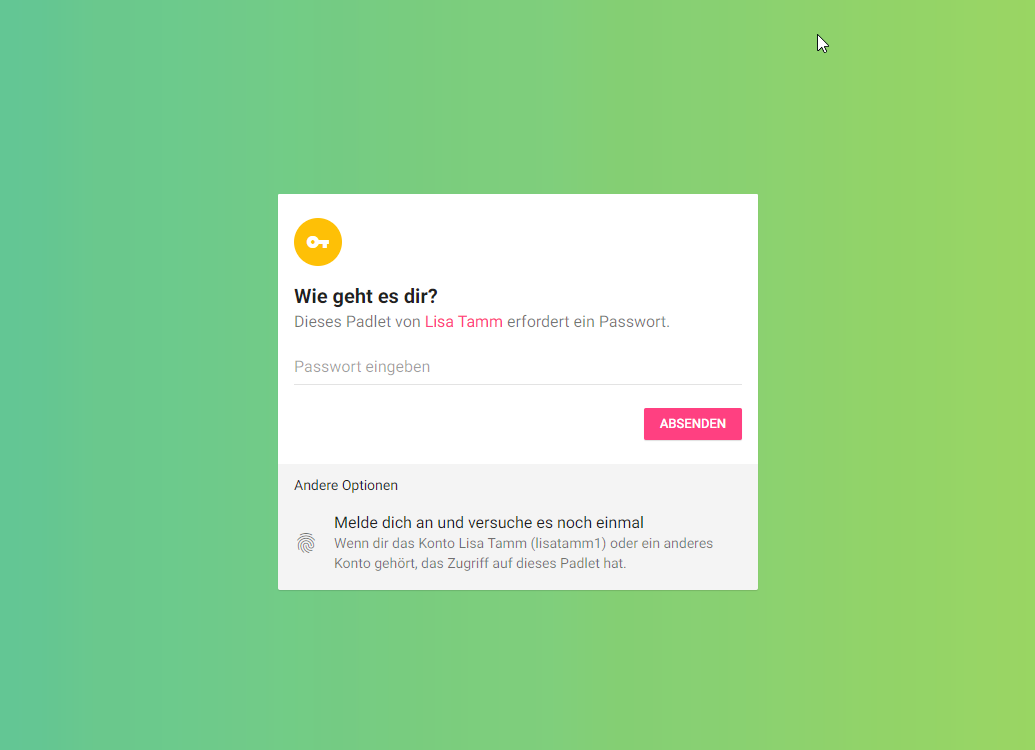 Wie geht es dir?
Dieses Padlet von Lisa Tamm erfordert ein Passwort.
Passwort eingeben
ABSENDEN
Andere Optionen
Melde dich an und versuche es noch einmal
Wenn dir das Konto Lisa Tamm (lisatamm1) oder ein anderes
Konto gehört, das Zugriff auf dieses Padlet hat.